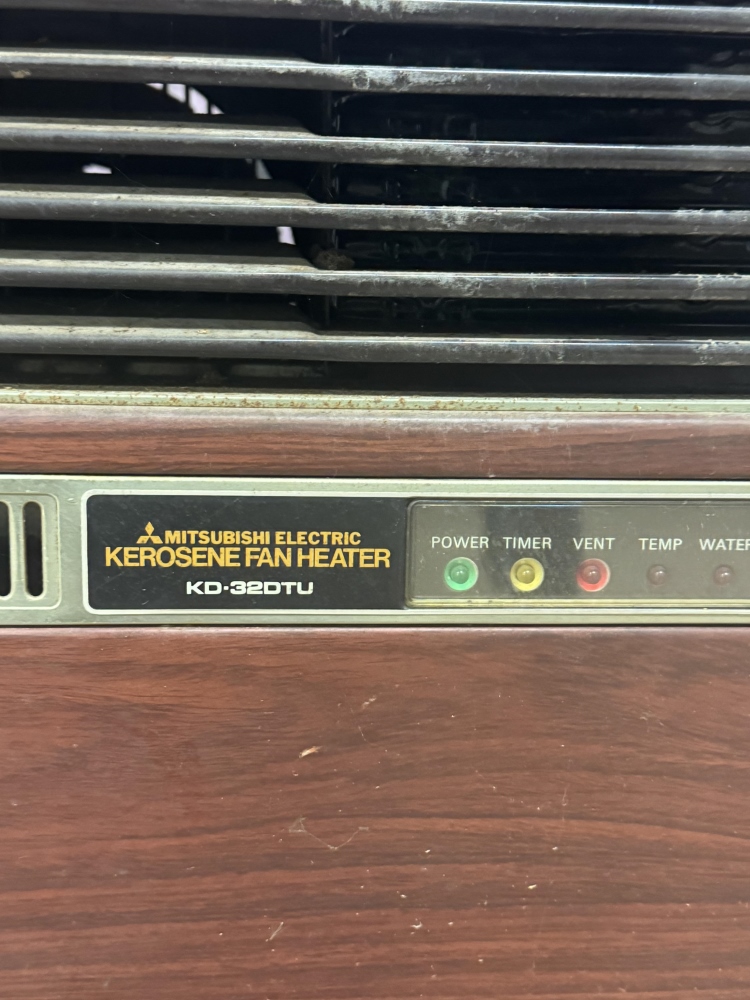 MITSUBISHI ELECTRIC
KEROSENE FAN HEATER
KD-32DTU
POWER TIMER VENT TEMP WATER